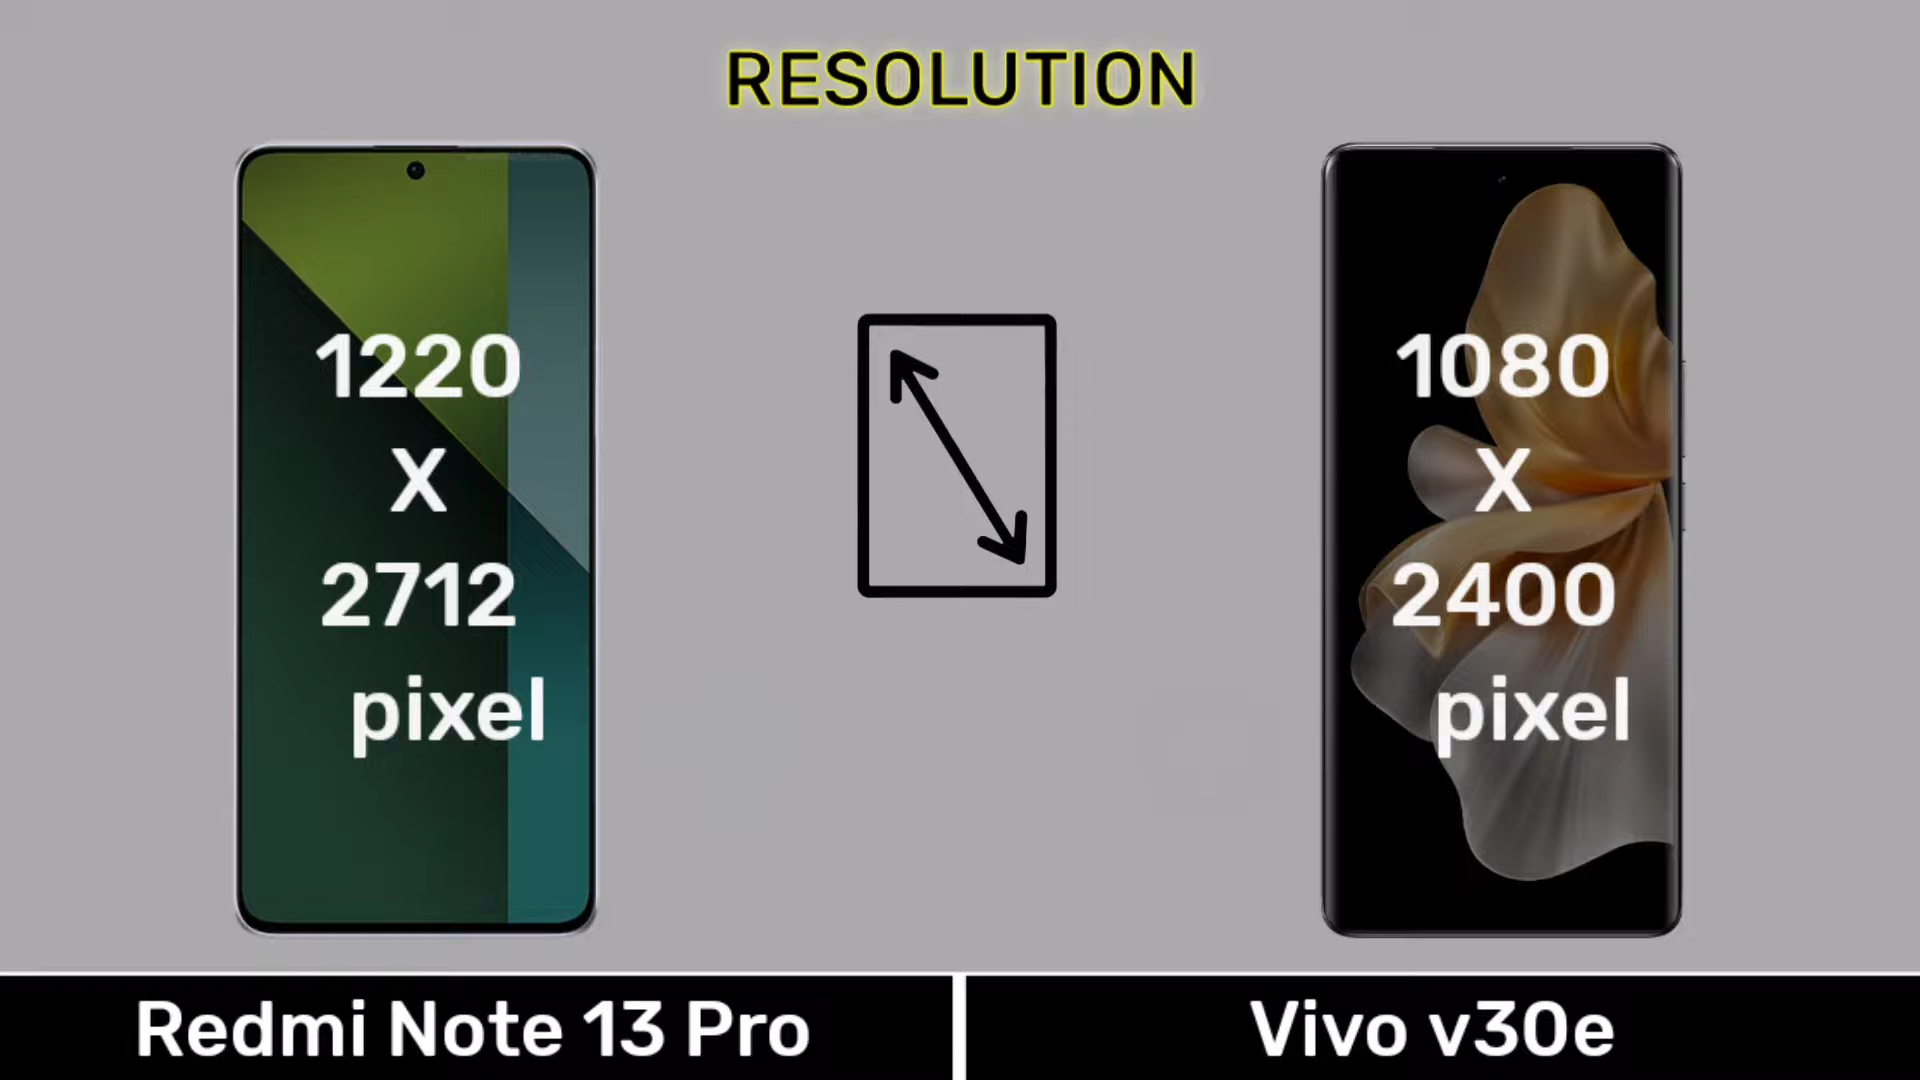 RESOLUTION
1220
X
2712
pixel
1080
X
2400
pixel
Redmi Note 13 Pro
Vivo v30e